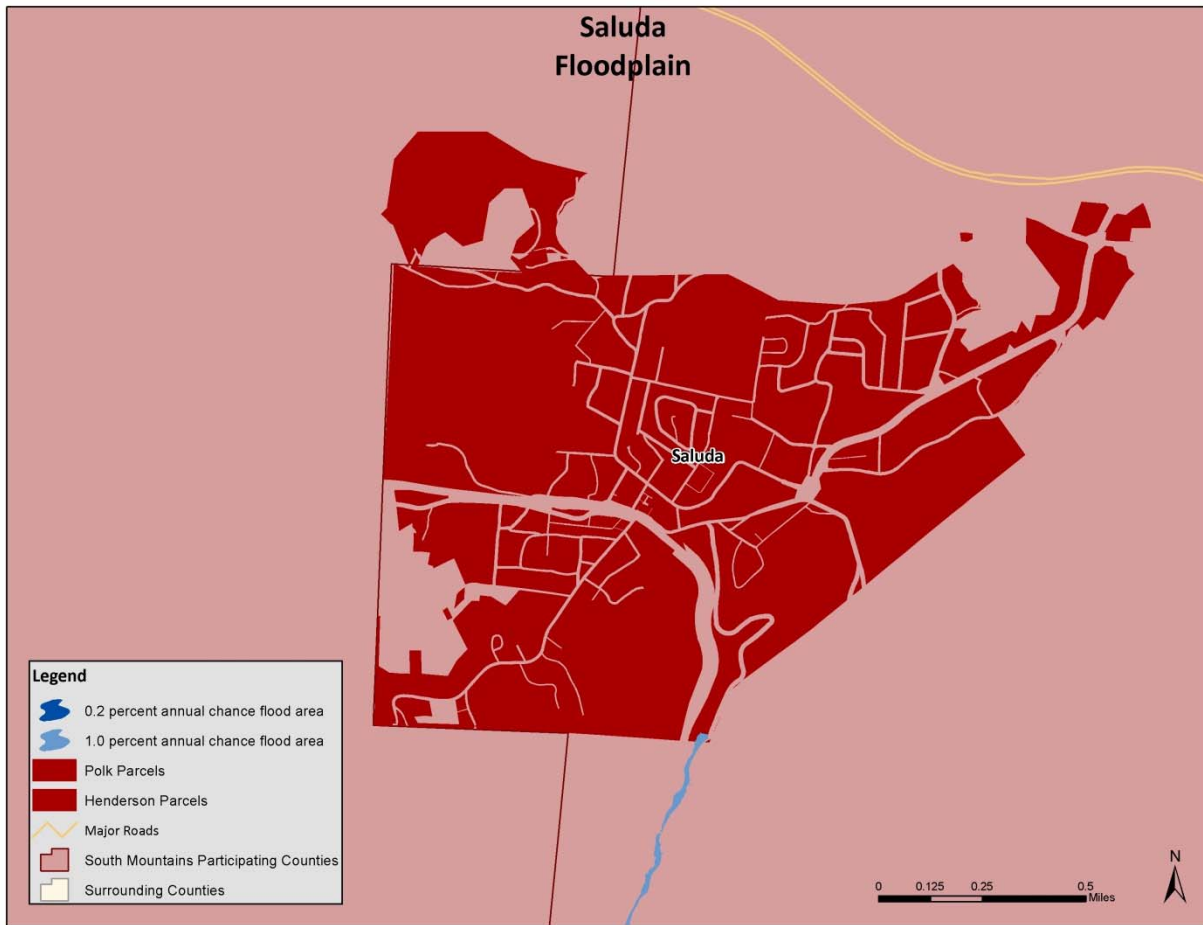 Saluda
Floodplain
Saluda
Legend
0.2 percent annual chance flood area
1.0 percent annual chance flood area
Polk Parcels
Henderson Parcels
Major Roads
South Mountains Participating Counties
Surrounding Counties
0 0.125 0.25 0.5
Miles
N